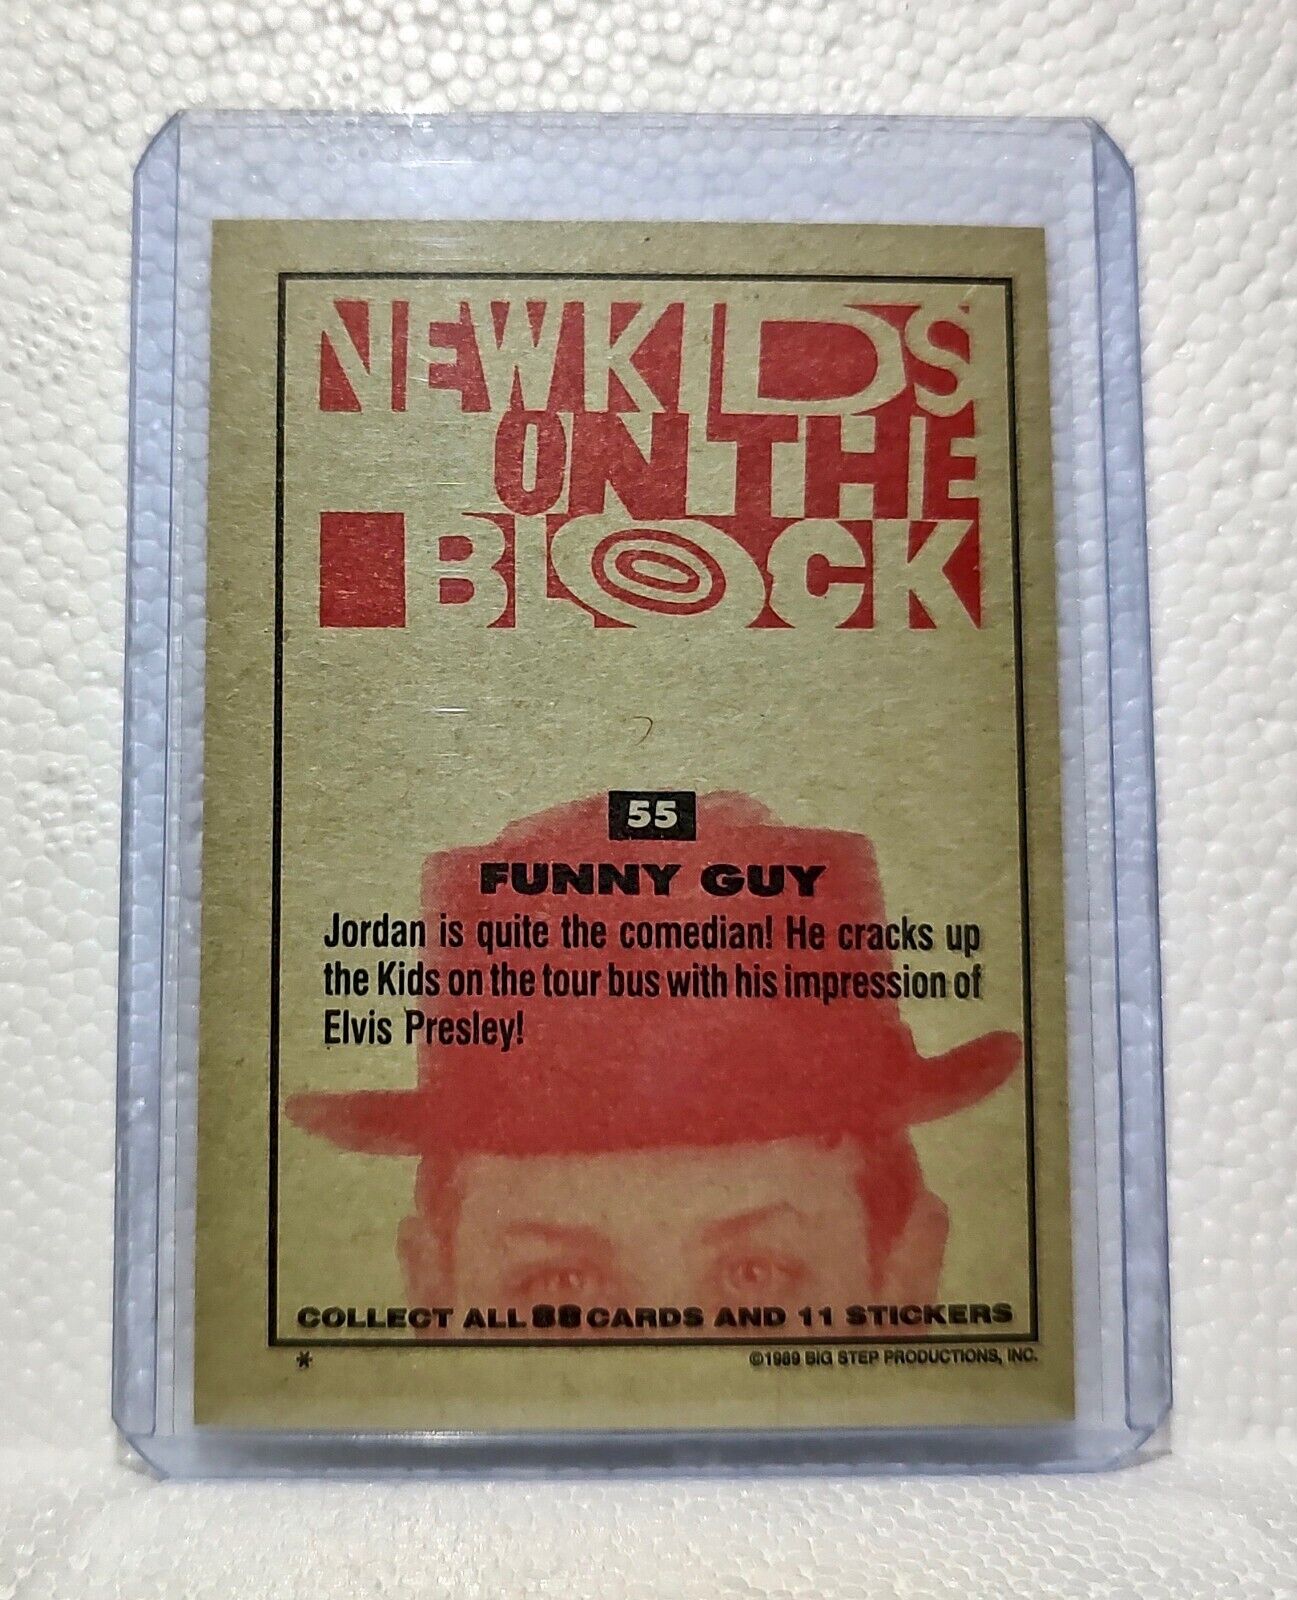 NEW KIDS
ON THE
BLOCK
55
FUNNY GUY
Jordan is quite the comedian! He cracks up
the Kids on the tour bus with his impression of
Elvis Presley!
COLLECT ALL 88 CARDS AND 11 STICKERS
* ©1989 BIG STEP PRODUCTIONS, INC.